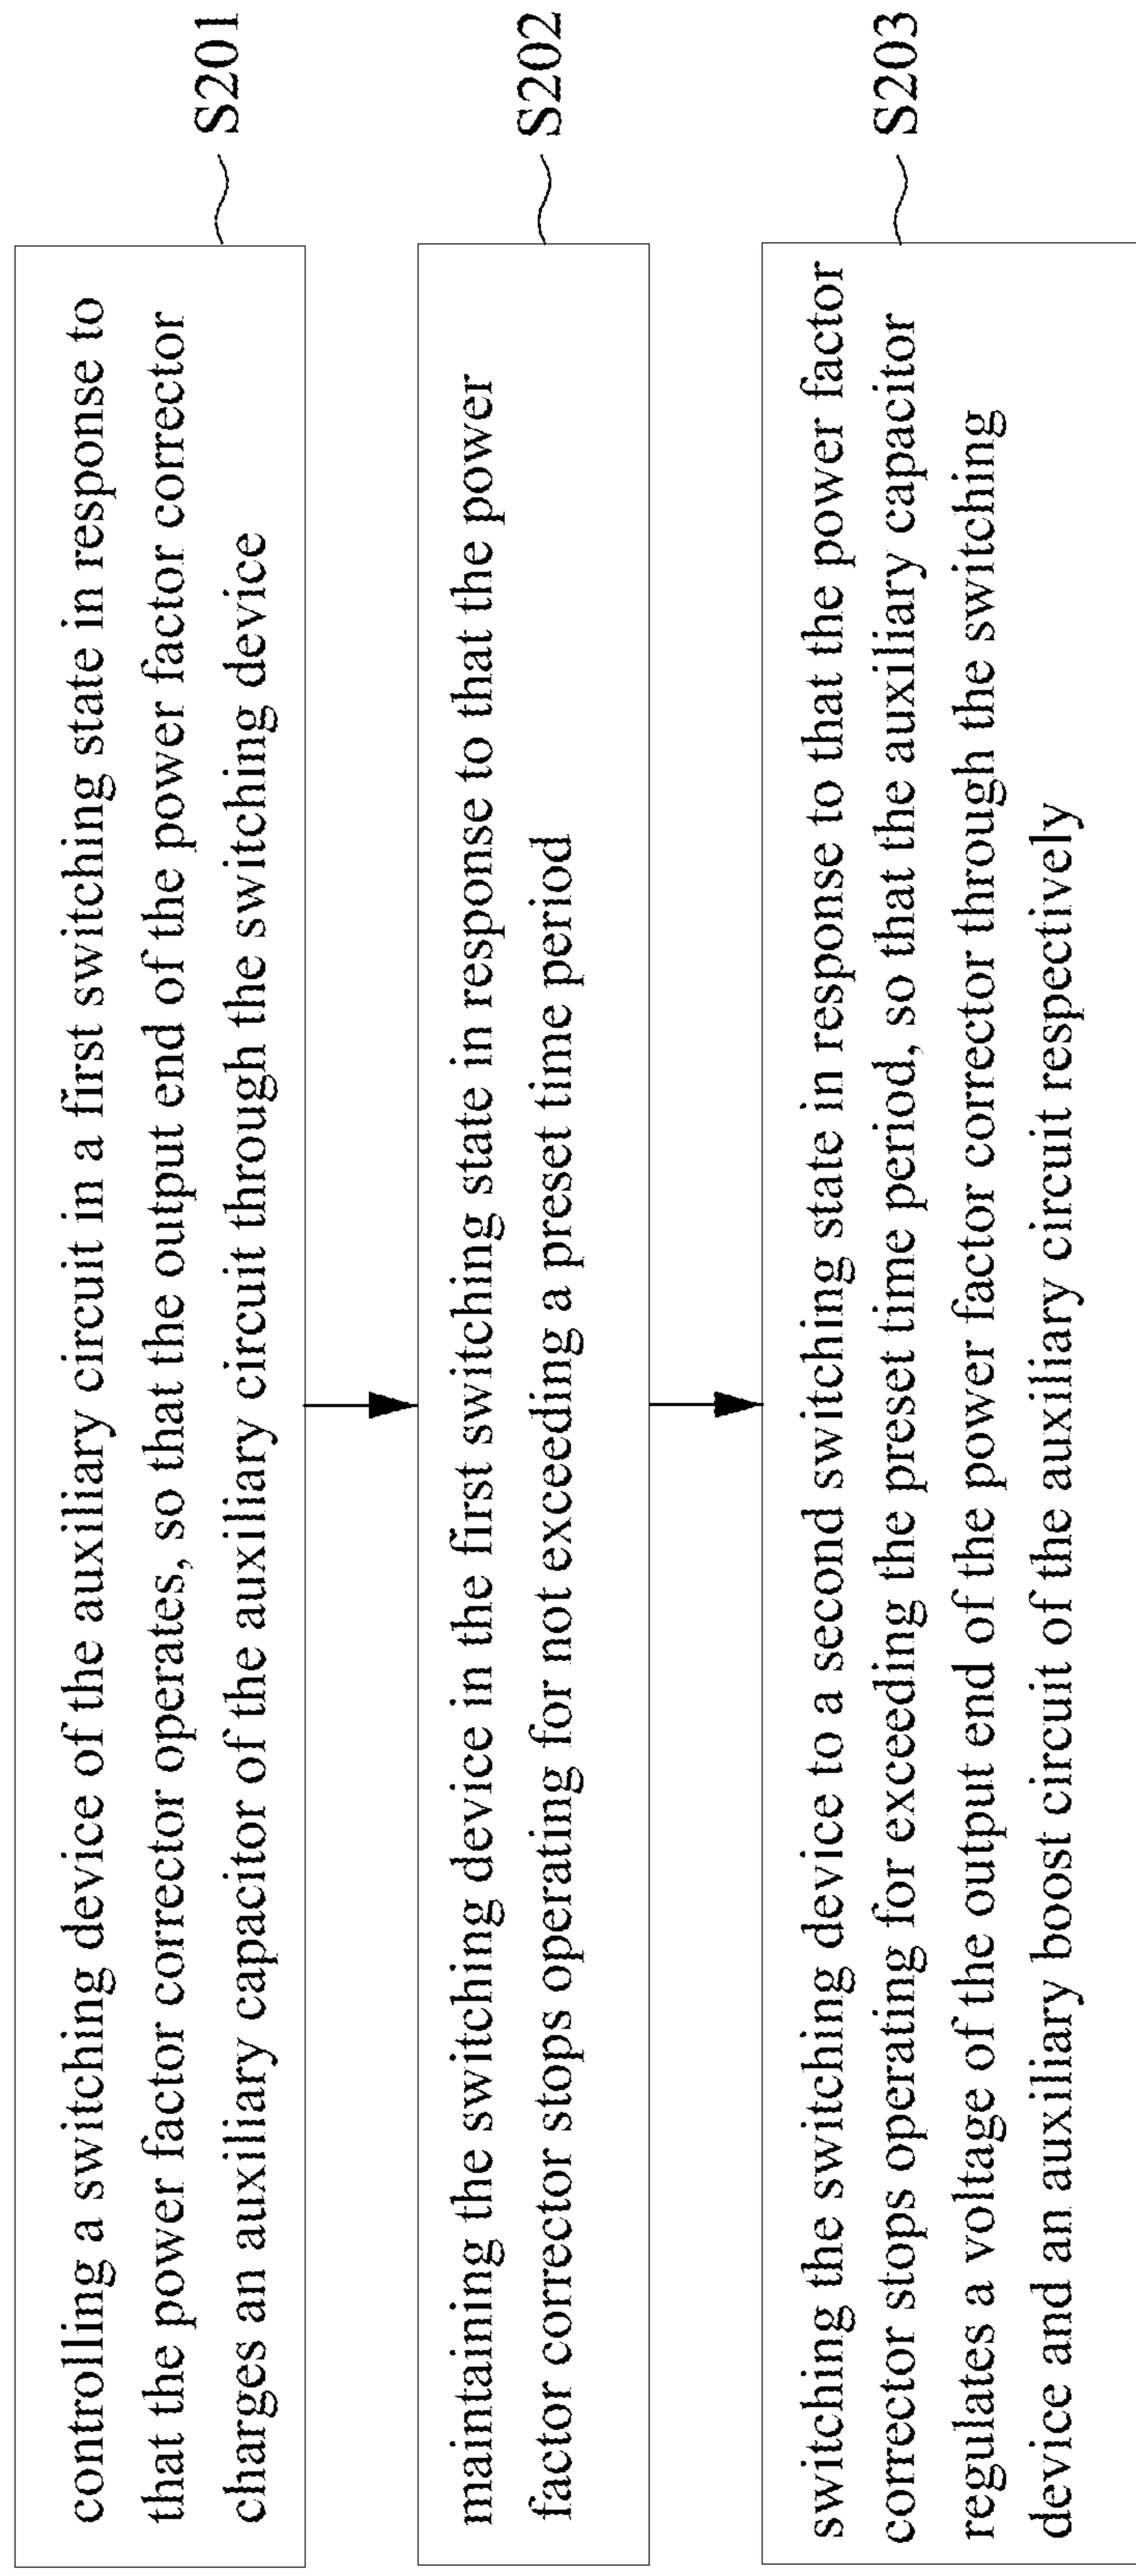 controlling a switching device of the auxiliary circuit in a first switching state in response to
that the power factor corrector operates, so that the output end of the power factor corrector
charges an auxiliary capacitor of the auxiliary circuit through the switching device
S201
maintaining the switching device in the first switching state in response to that the power
factor corrector stops operating for not exceeding a preset time period
S202
switching the switching device to a second switching state in response to that the power factor
corrector stops operating for exceeding the preset time period, so that the auxiliary capacitor
regulates a voltage of the output end of the power factor corrector through the switching
device and an auxiliary boost circuit of the auxiliary circuit respectively
S203